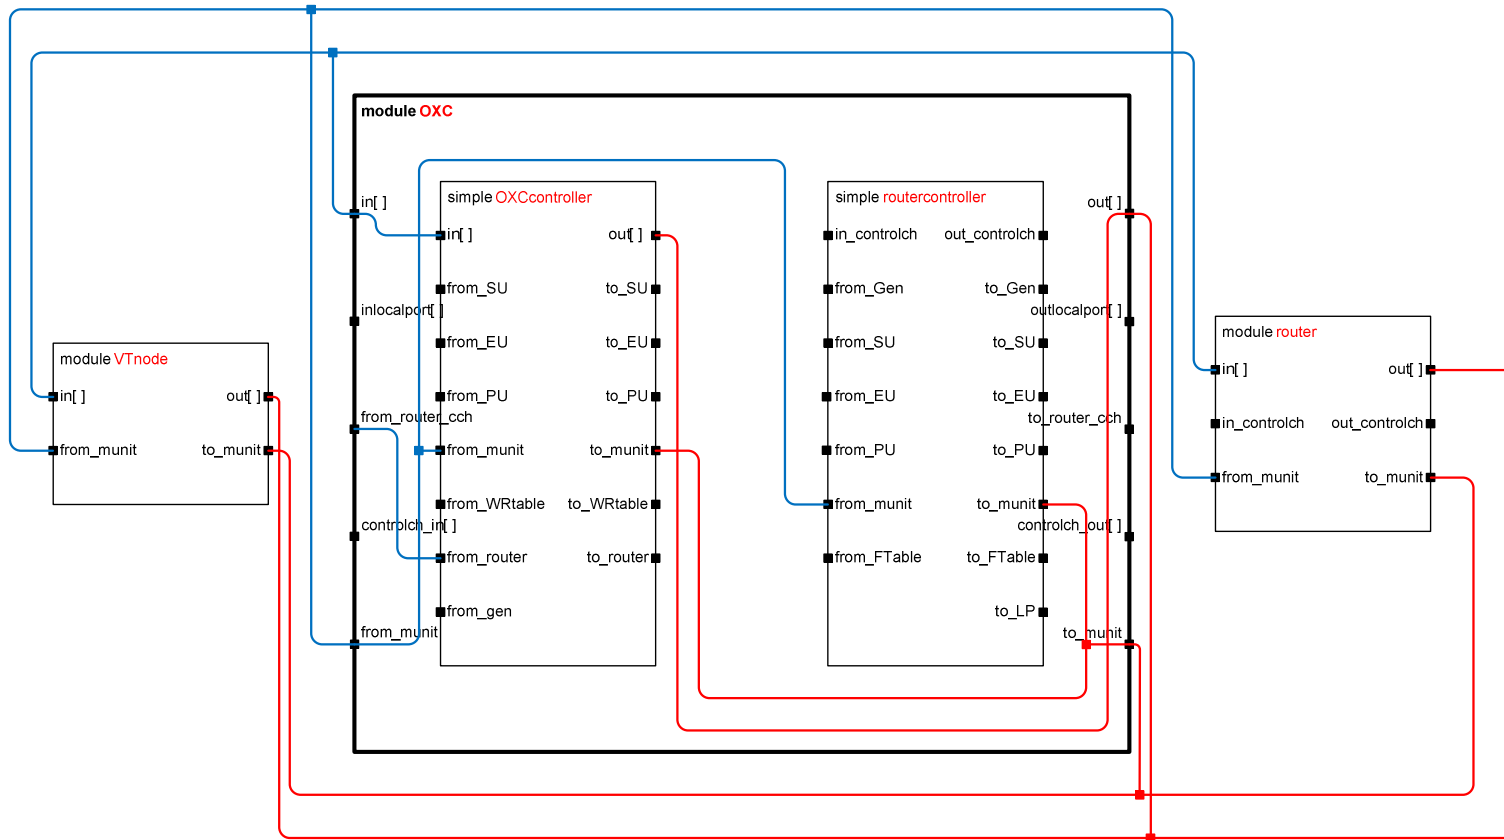 module OXC
in[ ]
inlocalport[ ]
from_router_cch
controlch_in[ ]
from_munit
out[ ]
outlocalport[ ]
to_router_cch
controlch_out[ ]
to_munit
simple OXCcontroller
in[ ] out[ ]
from_SU to_SU
from_EU to_EU
from_PU to_PU
from_munit to_munit
from_WRtable to_WRtable
from_router to_router
from_gen
simple routercontroller
in_controlch out_controlch
from_Gen to_Gen
from_SU to_SU
from_EU to_EU
from_PU to_PU
from_munit to_munit
from_FTable to_FTable
to_LP
module VTnode
in[ ] out[ ]
from_munit to_munit
module router
in[ ] out[ ]
in_controlch out_controlch
from_munit to_munit